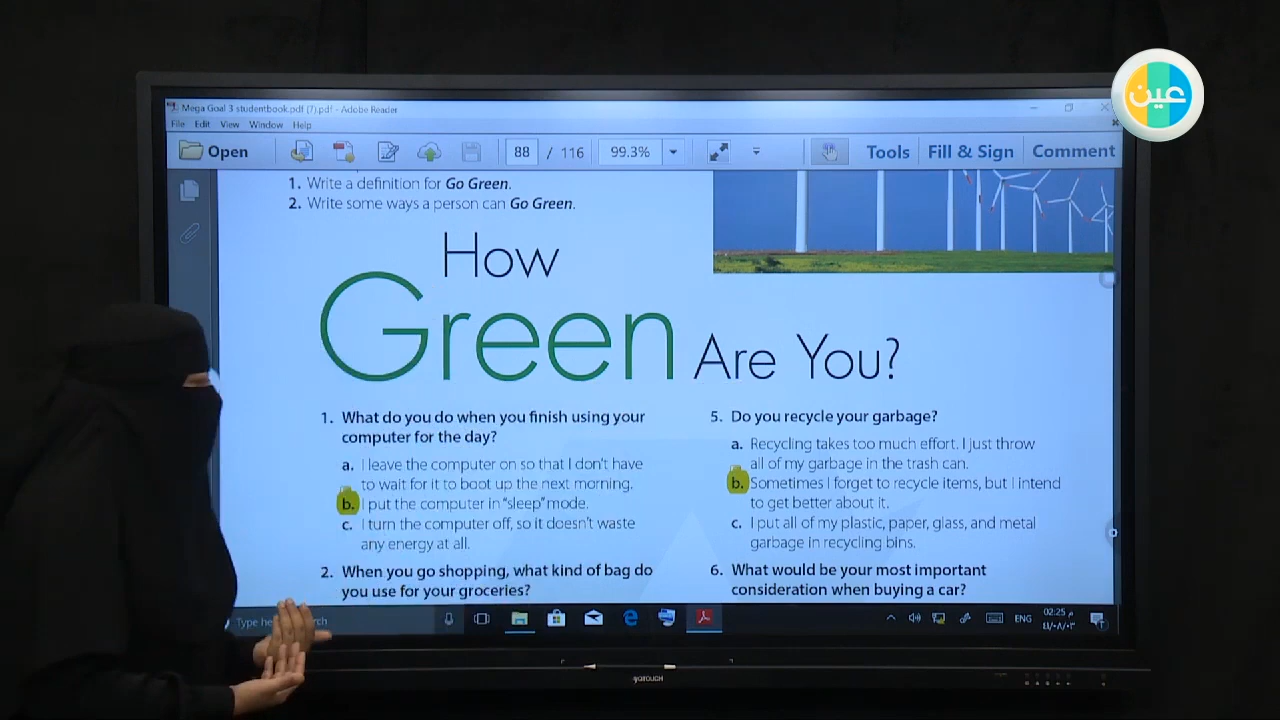 عين
Mega Goal 3 studentbook.pdf (7).pdf - Adobe Reader
File Edit View Window Help
Open 88 / 116 99.3% Tools Fill & Sign Comment
1. Write a definition for Go Green.
2. Write some ways a person can Go Green.
How
Green Are You?
1. What do you do when you finish using your
computer for the day?
a. I leave the computer on so that I don't have
to wait for it to boot up the next morning.
b. I put the computer in "sleep" mode.
c. I turn the computer off, so it doesn't waste
any energy at all.
2. When you go shopping, what kind of bag do
you use for your groceries?
5. Do you recycle your garbage?
a. Recycling takes too much effort. I just throw
all of my garbage in the trash can.
b. Sometimes I forget to recycle items, but I intend
to get better about it.
c. I put all of my plastic, paper, glass, and metal
garbage in recycling bins.
6. What would be your most important
consideration when buying a car?
Type
ENG
02:25 م
٤١/٠٨/٠٣